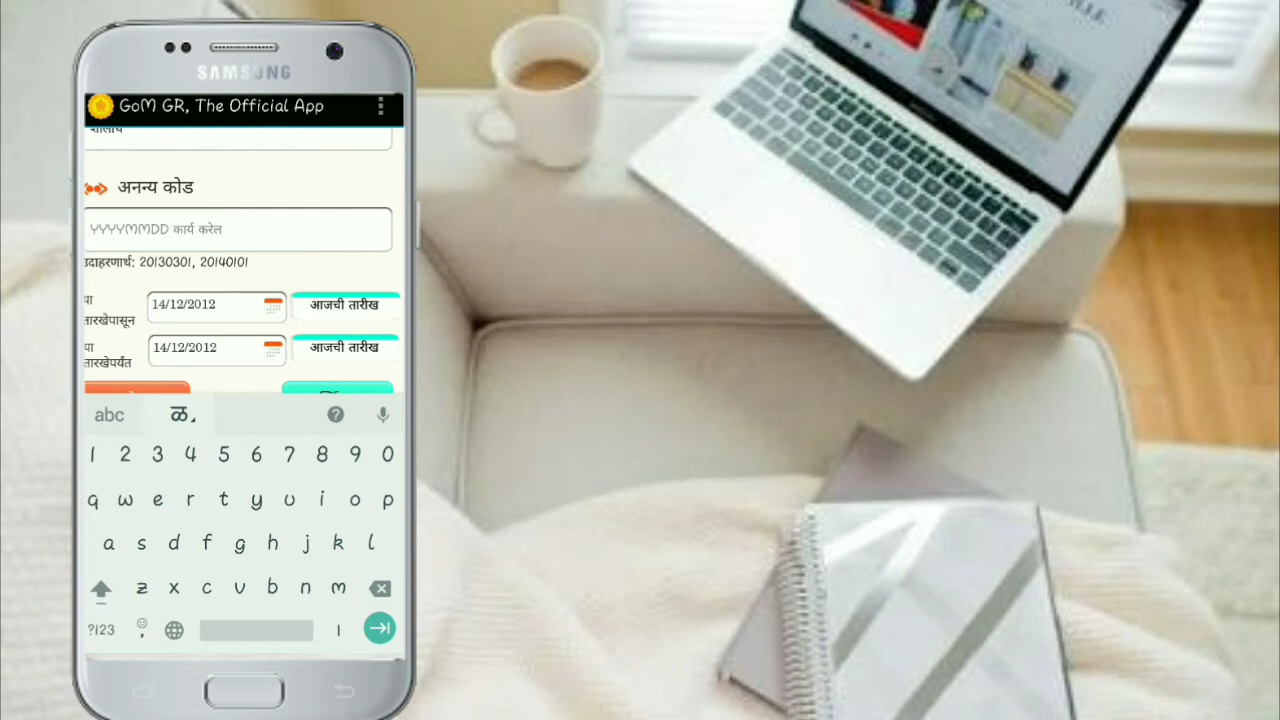 SAMSUNG
GoM GR, The Official App
अनन्य कोड
YYYYMMDD कार्य करेल
उदाहरणार्थ: 20130301, 20140101
या
तारखेपासून
14/12/2012
आजची तारीख
या
तारखेपर्यंत
14/12/2012
आजची तारीख
abc
ळ
1 2 3 4 5 6 7 8 9 0
q w e r t y u i o p
a s d f g h j k l
z x c v b n m
?123 , |